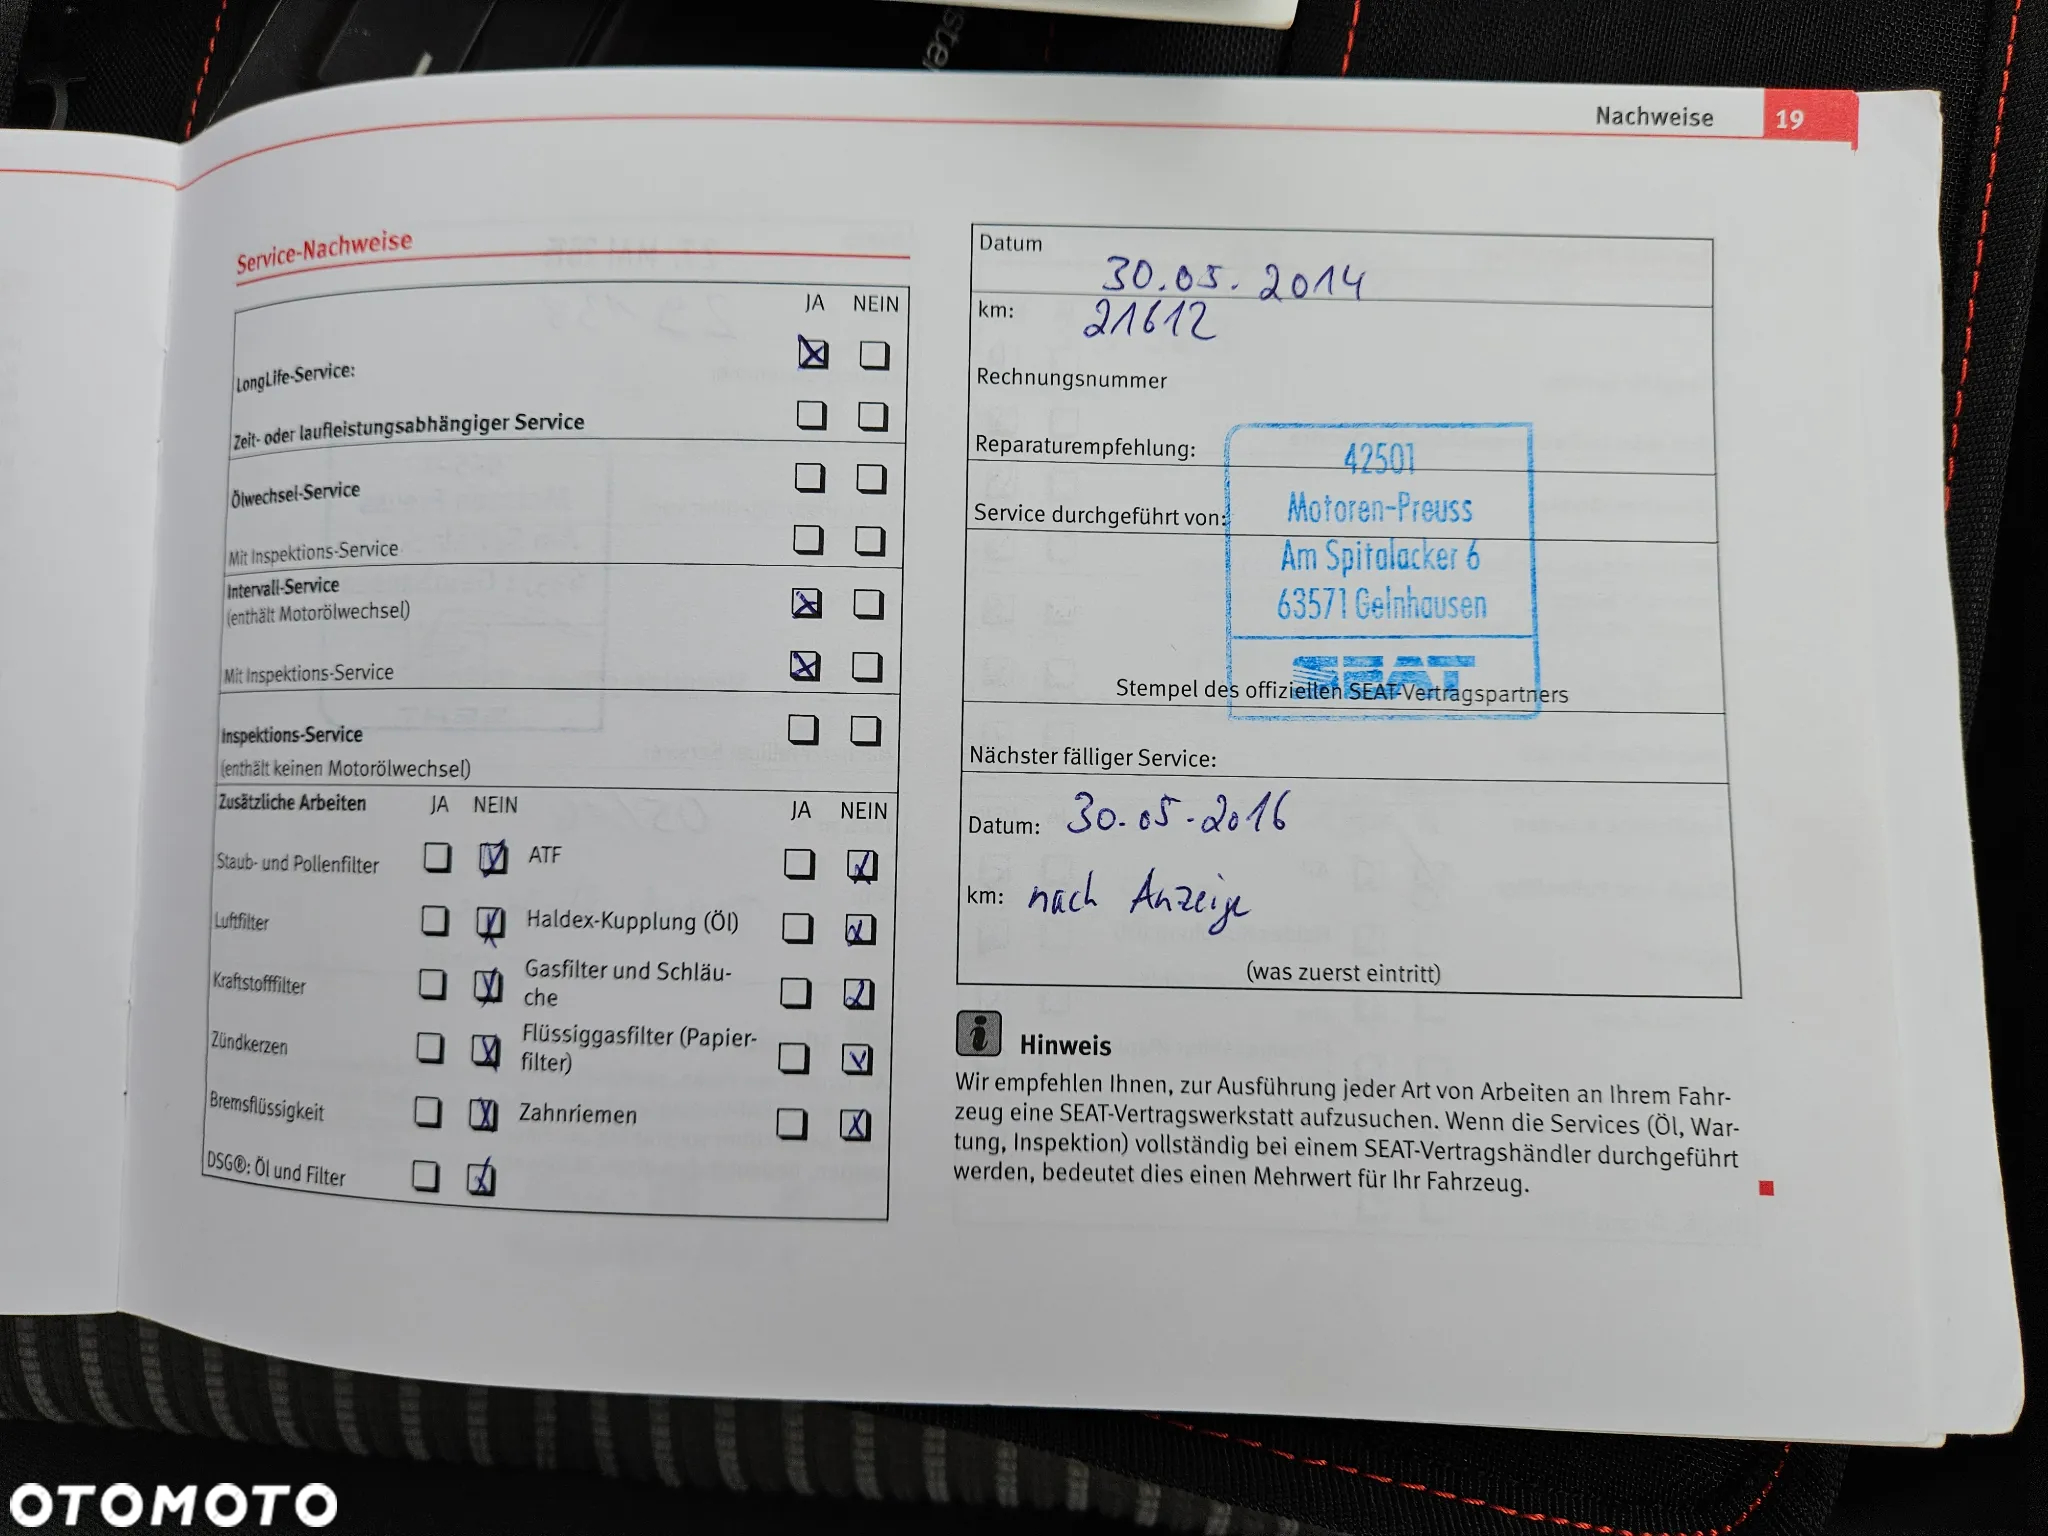 Nachweise 19
Service-Nachweise
JA NEIN
LongLife-Service:
Zeit- oder laufleistungsabhängiger Service
Ölwechsel-Service
Mit Inspektions-Service
Intervall-Service
(enthält Motorölwechsel)
Mit Inspektions-Service
Inspektions-Service
(enthält keinen Motorölwechsel)
Zusätzliche Arbeiten JA NEIN JA NEIN
Staub- und Pollenfilter ATF
Luftfilter Haldex-Kupplung (Öl)
Kraftstofffilter Gasfilter und Schläu-
che
Zündkerzen Flüssiggasfilter (Papier-
filter)
Bremsflüssigkeit Zahnriemen
DSG®: Öl und Filter
Datum
30.05.2014
km: 21612
Rechnungsnummer
Reparaturempfehlung:
Service durchgeführt von:
42501
Motoren-Preuss
Am Spitalacker 6
63571 Gelnhausen
SEAT
Stempel des offiziellen SEAT-Vertragspartners
Nächster fälliger Service:
Datum: 30.05.2016
km: nach Anzeige
(was zuerst eintritt)
i Hinweis
Wir empfehlen Ihnen, zur Ausführung jeder Art von Arbeiten an Ihrem Fahr-
zeug eine SEAT-Vertragswerkstatt aufzusuchen. Wenn die Services (Öl, War-
tung, Inspektion) vollständig bei einem SEAT-Vertragshändler durchgeführt
werden, bedeutet dies einen Mehrwert für Ihr Fahrzeug.
OTOMOTO